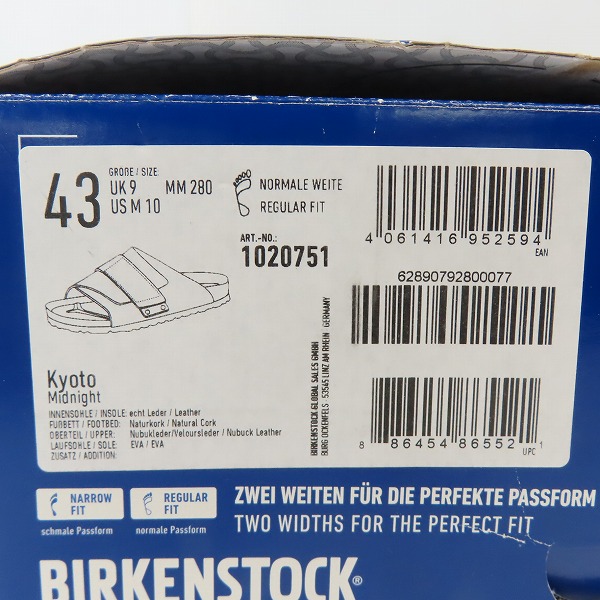 43
GRÖßE / SIZE:
UK 9 MM 280
US M 10
NORMALE WEITE
REGULAR FIT
ART.-NO.:
1020751
4 061416 952594
EAN
62890792800077
8 86454 86552 1
UPC
BIRKENSTOCK GLOBAL SALES GMBH
BURG OCKENFELS 53545 LINZ AM RHEIN GERMANY
Kyoto
Midnight
INNENSOHLE / INSOLE: echt Leder / Leather
FUßBETT / FOOTBED: Naturkork / Natural Cork
OBERTEIL / UPPER: Nubukleder/Veloursleder / Nubuck Leather
LAUFSOHLE / SOLE: EVA / EVA
ZUSATZ / ADDITION:
NARROW FIT
schmale Passform
REGULAR FIT
normale Passform
ZWEI WEITEN FÜR DIE PERFEKTE PASSFORM
TWO WIDTHS FOR THE PERFECT FIT
BIRKENSTOCK®